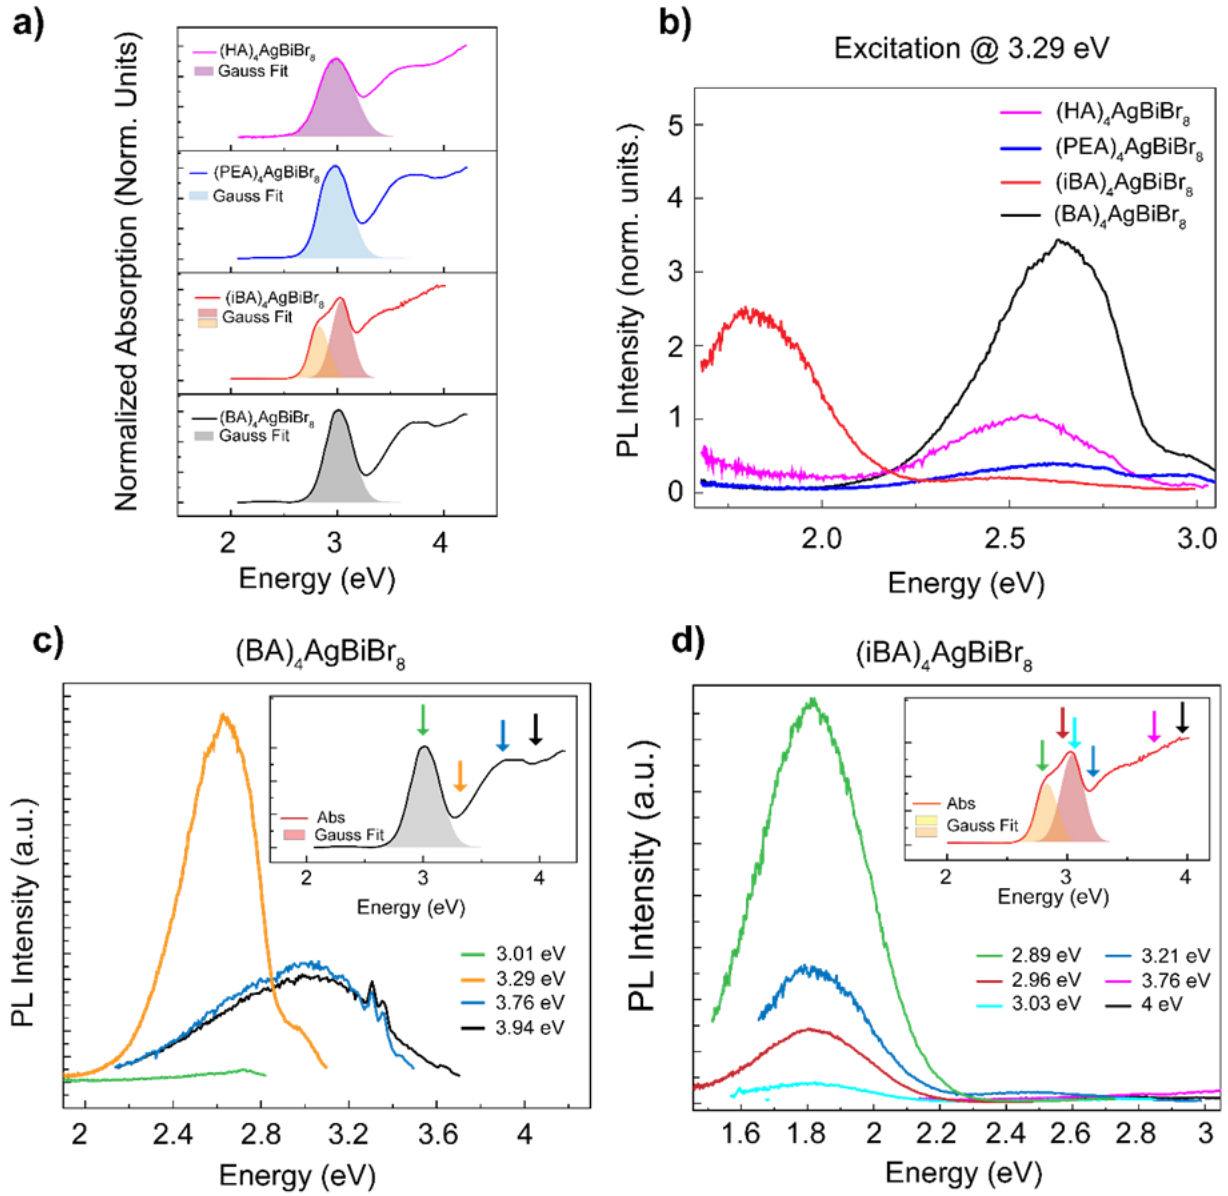 a)
Normalized Absorption (Norm. Units)
(HA)₄AgBiBr₈
Gauss Fit
(PEA)₄AgBiBr₈
Gauss Fit
(iBA)₄AgBiBr₈
Gauss Fit
(BA)₄AgBiBr₈
Gauss Fit
2 3 4
Energy (eV)
b)
Excitation @ 3.29 eV
PL Intensity (norm. units.)
5
4
3
2
1
0
(HA)₄AgBiBr₈
(PEA)₄AgBiBr₈
(iBA)₄AgBiBr₈
(BA)₄AgBiBr₈
2.0 2.5 3.0
Energy (eV)
c)
(BA)₄AgBiBr₈
PL Intensity (a.u.)
Abs
Gauss Fit
2 3 4
Energy (eV)
3.01 eV
3.29 eV
3.76 eV
3.94 eV
2 2.4 2.8 3.2 3.6 4
Energy (eV)
d)
(iBA)₄AgBiBr₈
PL Intensity (a.u.)
Abs
Gauss Fit
2 3 4
Energy (eV)
2.89 eV 3.21 eV
2.96 eV 3.76 eV
3.03 eV 4 eV
1.6 1.8 2 2.2 2.4 2.6 2.8 3
Energy (eV)